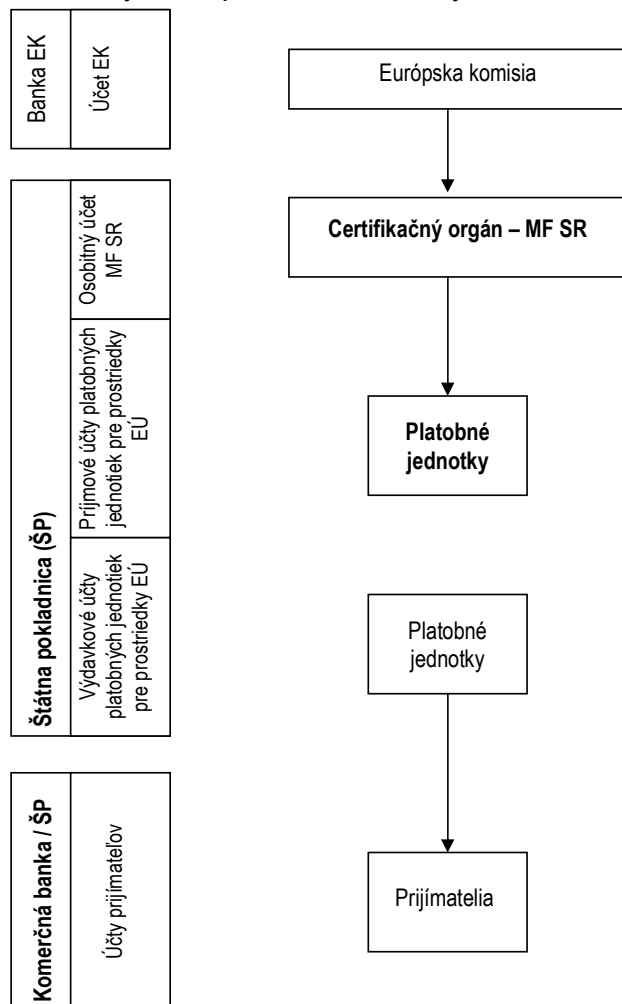 Banka EK
Účet EK
Európska komisia
Štátna pokladnica (ŠP)
Osobitný účet
MF SR
Certifikačný orgán – MF SR
Príjmové účty platobných
jednotiek pre prostriedky
EÚ
Platobné
jednotky
Výdavkové účty
platobných jednotiek
pre prostriedky EÚ
Platobné
jednotky
Komerčná banka / ŠP
Účty prijímateľov
Prijímatelia